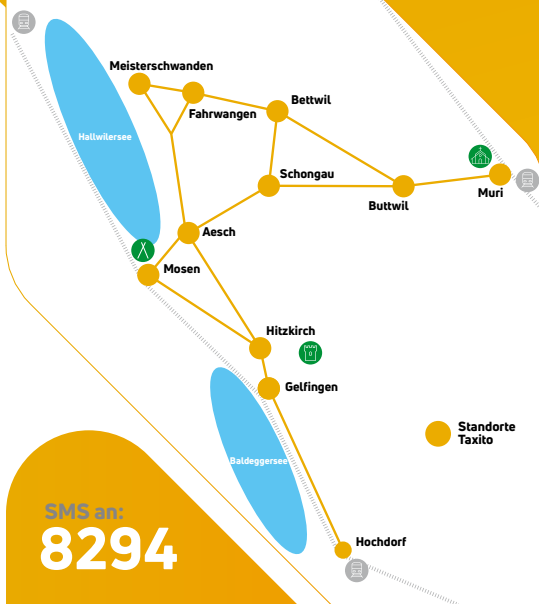 Meisterschwanden
Fahrwangen
Bettwil
Hallwilersee
Schongau
Buttwil
Muri
Aesch
Mosen
Hitzkirch
Gelfingen
Standorte
Taxito
Baldeggersee
SMS an:
8294
Hochdorf